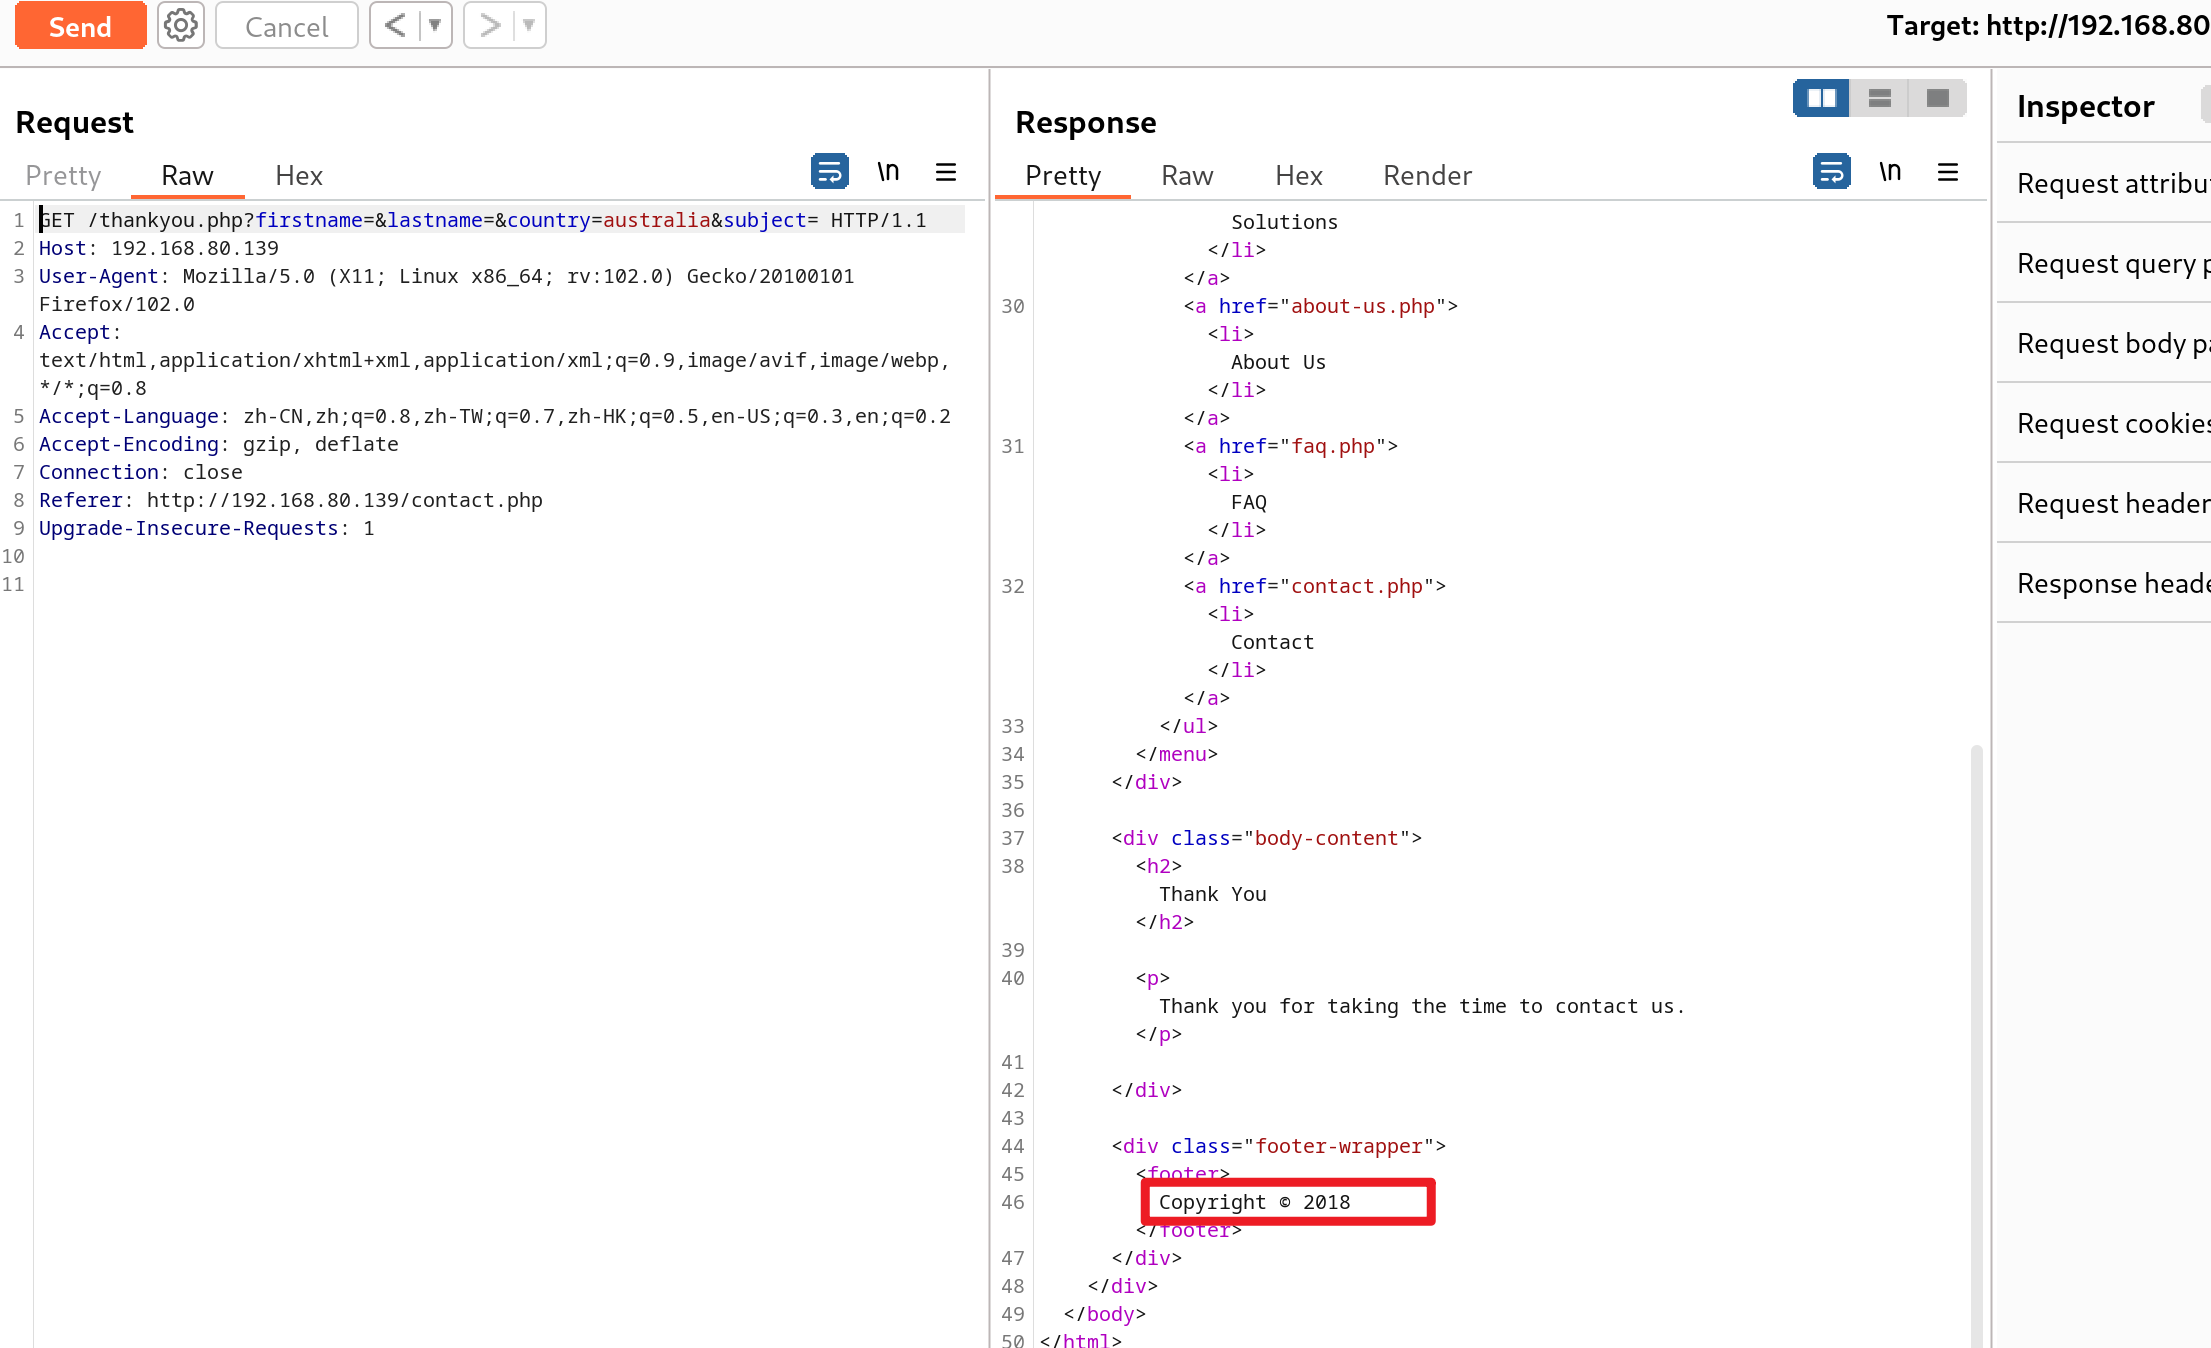 Send
Cancel
Target: http://192.168.80
Request
Pretty
Raw
Hex
\n
1 GET /thankyou.php?firstname=&lastname=&country=australia&subject= HTTP/1.1
2 Host: 192.168.80.139
3 User-Agent: Mozilla/5.0 (X11; Linux x86_64; rv:102.0) Gecko/20100101
Firefox/102.0
4 Accept:
text/html,application/xhtml+xml,application/xml;q=0.9,image/avif,image/webp,
*/*;q=0.8
5 Accept-Language: zh-CN,zh;q=0.8,zh-TW;q=0.7,zh-HK;q=0.5,en-US;q=0.3,en;q=0.2
6 Accept-Encoding: gzip, deflate
7 Connection: close
8 Referer: http://192.168.80.139/contact.php
9 Upgrade-Insecure-Requests: 1
10
11
Response
Pretty
Raw
Hex
Render
\n
Solutions
</li>
</a>
30 <a href="about-us.php">
<li>
About Us
</li>
</a>
31 <a href="faq.php">
<li>
FAQ
</li>
</a>
32 <a href="contact.php">
<li>
Contact
</li>
</a>
33 </ul>
34 </menu>
35 </div>
36
37 <div class="body-content">
38 <h2>
Thank You
</h2>
39
40 <p>
Thank you for taking the time to contact us.
</p>
41
42 </div>
43
44 <div class="footer-wrapper">
45 <footer>
46 Copyright © 2018
</footer>
47 </div>
48 </div>
49 </body>
50 </html>
Inspector
Request attribu
Request query p
Request body pa
Request cookies
Request header
Response heade